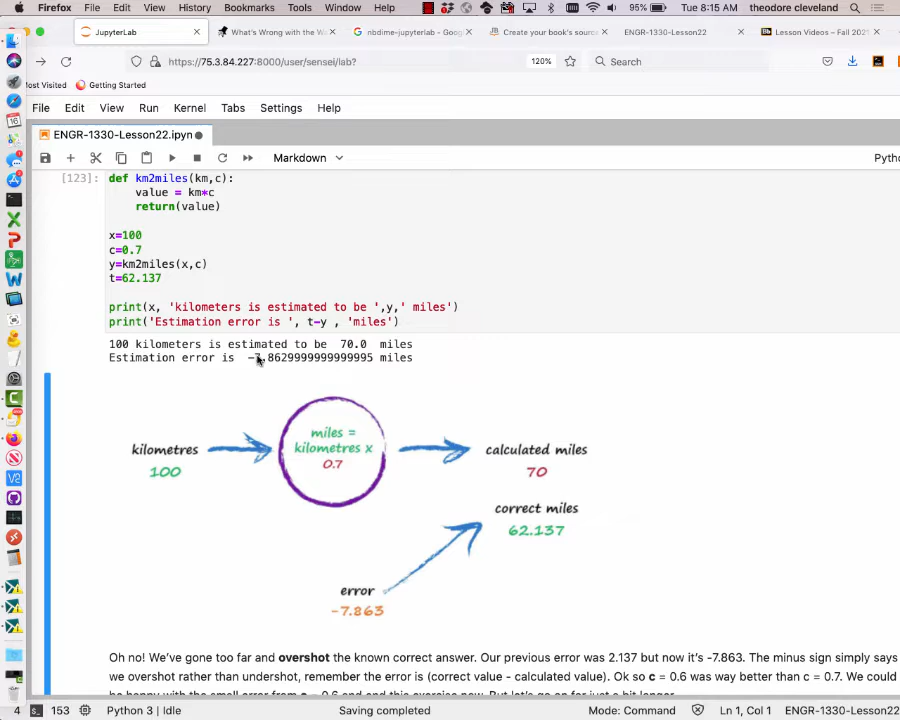 Firefox File Edit View History Bookmarks Tools Window Help 95% Tue 8:15 AM theodore cleveland
JupyterLab What's Wrong with the Wa nbdime-jupyterlab - Goog Create your book's source ENGR-1330-Lesson22 Lesson Videos – Fall 202
https://75.3.84.227:8000/user/sensei/lab? 120% Search
ost Visited Getting Started
File Edit View Run Kernel Tabs Settings Help
ENGR-1330-Lesson22.ipyn
Markdown Pytho
[123]: def km2miles(km,c):
value = km*c
return(value)
x=100
c=0.7
y=km2miles(x,c)
t=62.137
print(x, 'kilometers is estimated to be ',y,' miles')
print('Estimation error is ', t-y , 'miles')
100 kilometers is estimated to be  70.0  miles
Estimation error is  -7.8629999999999995 miles
miles =
kilometres x
0.7
kilometres
100
calculated miles
70
correct miles
62.137
error
-7.863
Oh no! We've gone too far and overshot the known correct answer. Our previous error was 2.137 but now it's -7.863. The minus sign simply says
we overshot rather than undershot, remember the error is (correct value - calculated value). Ok so c = 0.6 was way better than c = 0.7. We could
4 153 Python 3 | Idle Saving completed Mode: Command Ln 1, Col 1 ENGR-1330-Lesson22